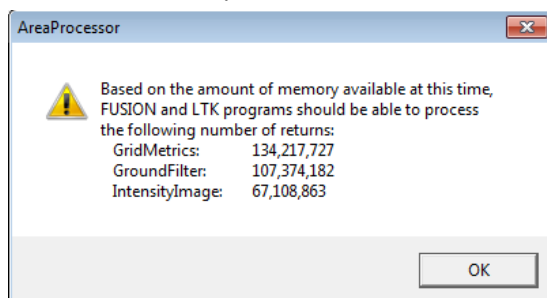 AreaProcessor
Based on the amount of memory available at this time,
FUSION and LTK programs should be able to process
the following number of returns:
GridMetrics: 134,217,727
GroundFilter: 107,374,182
IntensityImage: 67,108,863
OK